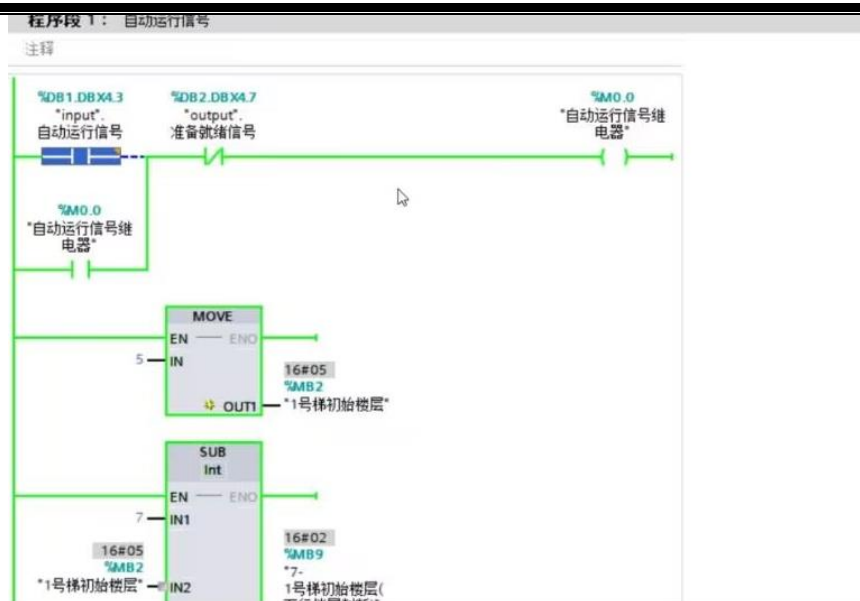 程序段 1： 自动运行信号
注释
%DB1.DBX4.3
"input".
自动运行信号
%DB2.DBX4.7
"output".
准备就绪信号
%M0.0
"自动运行信号继
电器"
%M0.0
"自动运行信号继
电器"
MOVE
EN ENO
5 IN
OUT1
16#05
%MB2
"1号梯初始楼层"
SUB
Int
EN ENO
7 IN1
16#05
%MB2
"1号梯初始楼层" IN2
16#02
%MB9
"7-
1号梯初始楼层(